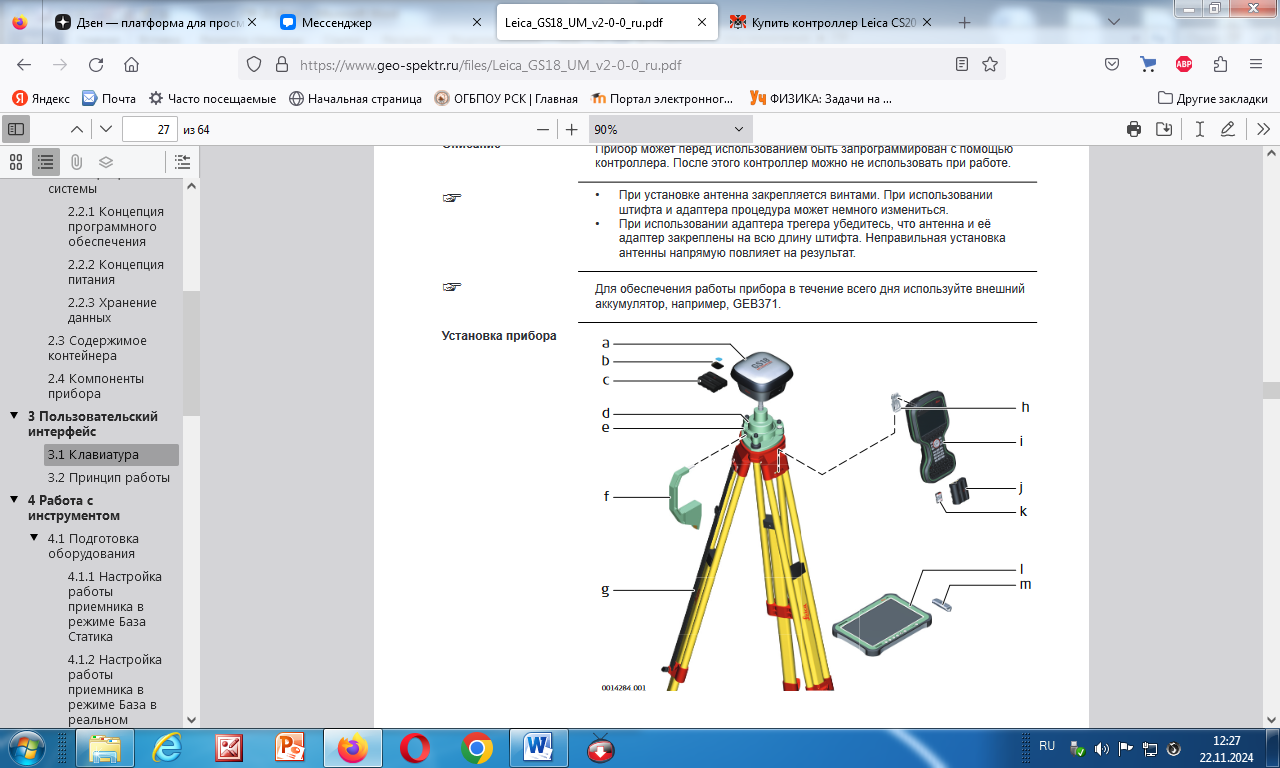 Дзен — платформа для просм
Мессенджер
Leica_GS18_UM_v2-0-0_ru.pdf
Купить контроллер Leica CS20
https://www.geo-spektr.ru/files/Leica_GS18_UM_v2-0-0_ru.pdf
ABP
Яндекс
Почта
Часто посещаемые
Начальная страница
ОГБПОУ РСК | Главная
Портал электронног...
ФИЗИКА: Задачи на ...
Другие закладки
27 из 64
90%
системы
2.2.1 Концепция
программного
обеспечения
2.2.2 Концепция
питания
2.2.3 Хранение
данных
2.3 Содержимое
контейнера
2.4 Компоненты
прибора
3 Пользовательский
интерфейс
3.1 Клавиатура
3.2 Принцип работы
4 Работа с
инструментом
4.1 Подготовка
оборудования
4.1.1 Настройка
работы
приемника в
режиме База
Статика
4.1.2 Настройка
работы
приемника в
режиме База в
реальном
Описание
Прибор может перед использованием быть запрограммирован с помощью
контроллера. После этого контроллер можно не использовать при работе.
• При установке антенна закрепляется винтами. При использовании
штифта и адаптера процедура может немного измениться.
• При использовании адаптера трегера убедитесь, что антенна и её
адаптер закреплены на всю длину штифта. Неправильная установка
антенны напрямую повлияет на результат.
Для обеспечения работы прибора в течение всего дня используйте внешний
аккумулятор, например, GEB371.
Установка прибора
a
b
c
d
e
f
g
h
i
j
k
l
m
GS18
0014284.001
RU
12:27
22.11.2024